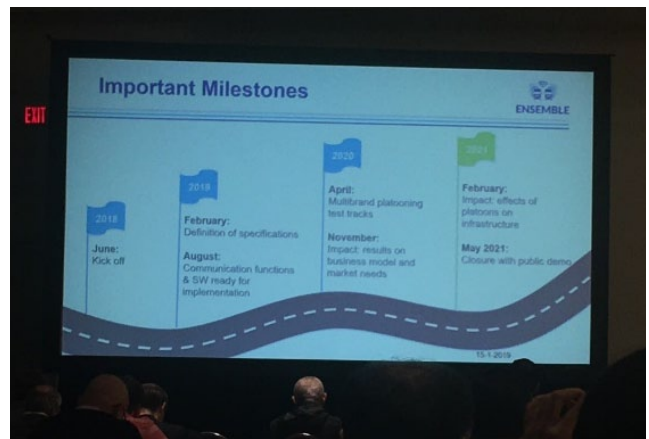 Important Milestones
ENSEMBLE
EXIT
2018
June:
Kick off
2019
February:
Definition of specifications
August:
Communication functions
& SW ready for
implementation
2020
April:
Multibrand platooning
test tracks
November:
Impact: results on
business model and
market needs
2021
February:
Impact: effects of
platoons on
infrastructure
May 2021:
Closure with public demo
15-1-2019